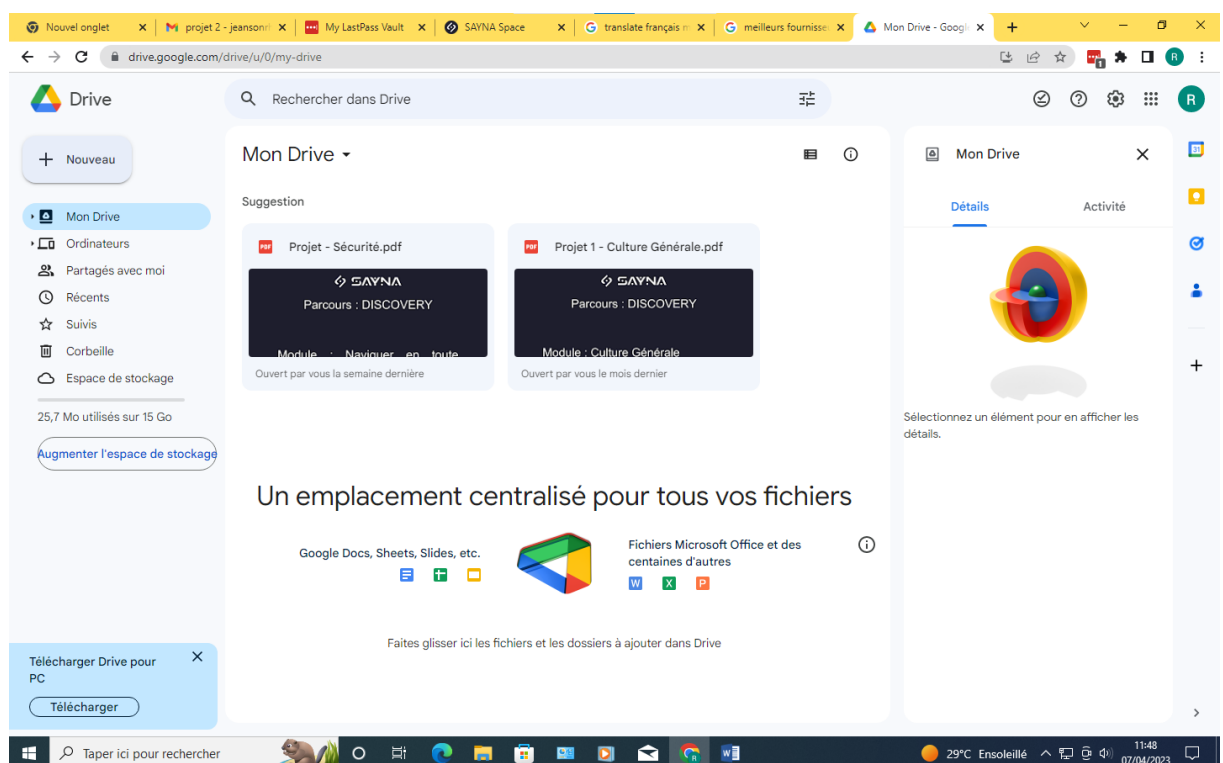 Nouvel onglet
projet 2 - jeansonr
My LastPass Vault
SAYNA Space
translate français m
meilleurs fournisse
Mon Drive - Googl
drive.google.com/drive/u/0/my-drive
1
R
Drive
Rechercher dans Drive
R
Nouveau
Mon Drive
Ordinateurs
Partagés avec moi
Récents
Suivis
Corbeille
Espace de stockage
25,7 Mo utilisés sur 15 Go
Augmenter l'espace de stockage
Télécharger Drive pour
PC
Télécharger
Mon Drive
Suggestion
PDF Projet - Sécurité.pdf
SAYNA
Parcours : DISCOVERY
Module : Naviguer en toute
Ouvert par vous la semaine dernière
PDF Projet 1 - Culture Générale.pdf
SAYNA
Parcours : DISCOVERY
Module : Culture Générale
Ouvert par vous le mois dernier
Un emplacement centralisé pour tous vos fichiers
Google Docs, Sheets, Slides, etc.
Fichiers Microsoft Office et des
centaines d'autres
W X P
Faites glisser ici les fichiers et les dossiers à ajouter dans Drive
Mon Drive
Détails
Activité
Sélectionnez un élément pour en afficher les
détails.
31
Taper ici pour rechercher
29°C Ensoleillé
11:48
07/04/2023